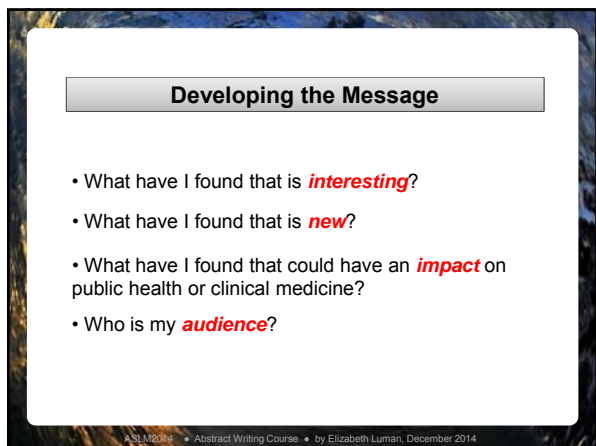 Developing the Message
• What have I found that is interesting?
• What have I found that is new?
• What have I found that could have an impact on
public health or clinical medicine?
• Who is my audience?
ASLM2014 • Abstract Writing Course • by Elizabeth Luman, December 2014